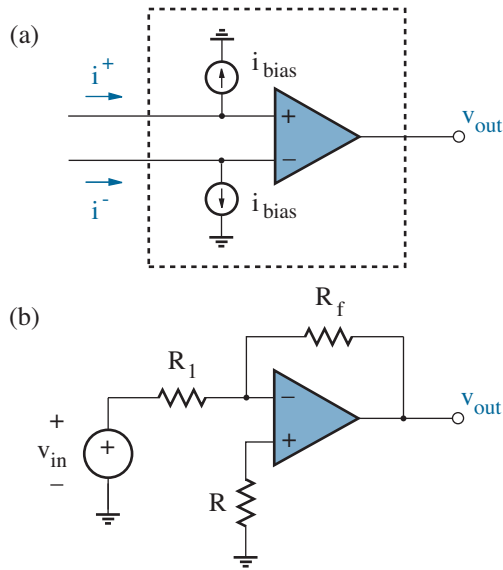 (a)
i bias
i+
+
v out
−
i-
i bias
(b)
R f
R 1
−
v out
+
+
v in
+
−
R